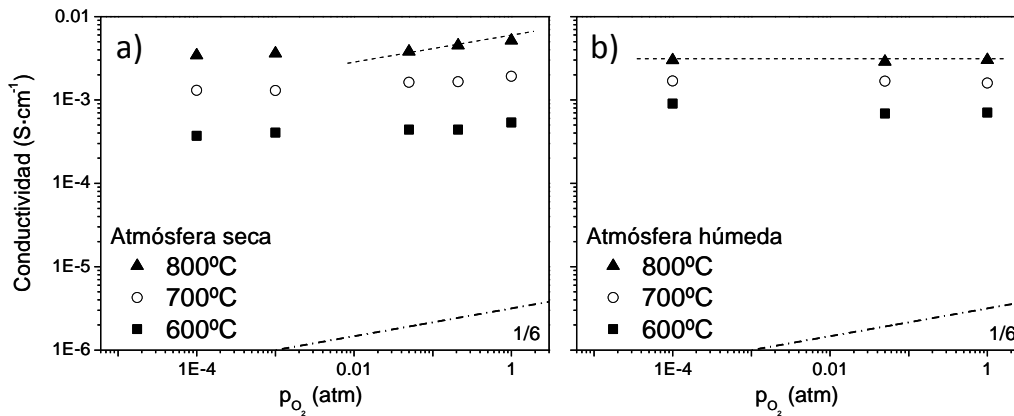 0.01
1E-3
1E-4
1E-5
1E-6
Conductividad (S·cm⁻¹)
a)
Atmósfera seca
800ºC
700ºC
600ºC
1/6
1E-4
0.01
1
pO₂ (atm)
b)
Atmósfera húmeda
800ºC
700ºC
600ºC
1/6
1E-4
0.01
1
pO₂ (atm)